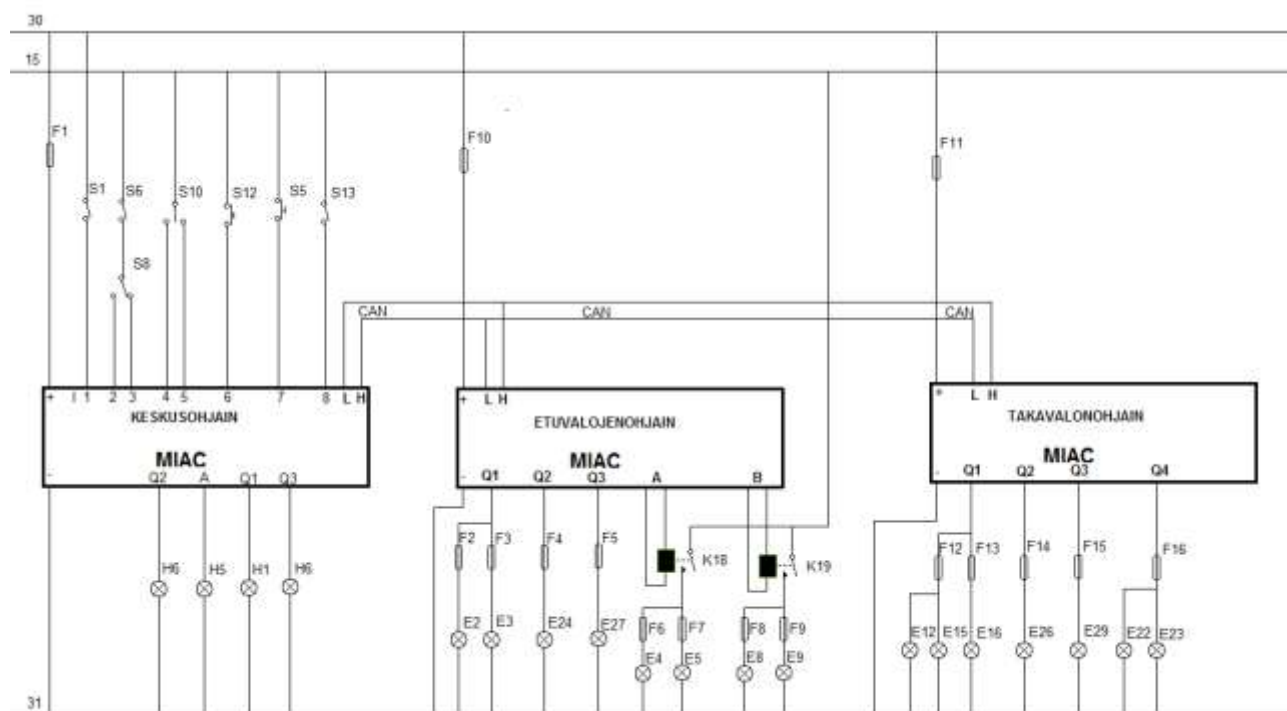 30
15
F1
F10
F11
S1 S6 S10 S12 S5 S13
S8
CAN CAN CAN
+ I 1 2 3 4 5 6 7 8 L H
KESKUSOHJAIN
MIAC
- Q2 A Q1 Q3
+ L H
ETUVALOJENOHJAIN
MIAC
- Q1 Q2 Q3 A B
+ L H
TAKAVALONOHJAIN
MIAC
- Q1 Q2 Q3 Q4
F2 F3 F4 F5 K18 K19
F12 F13 F14 F15 F16
H6 H5 H1 H6
E2 E3 E24 E27 F6 F7 F8 F9
E12 E15 E16 E26 E29 E22 E23
E4 E5 E8 E9
31